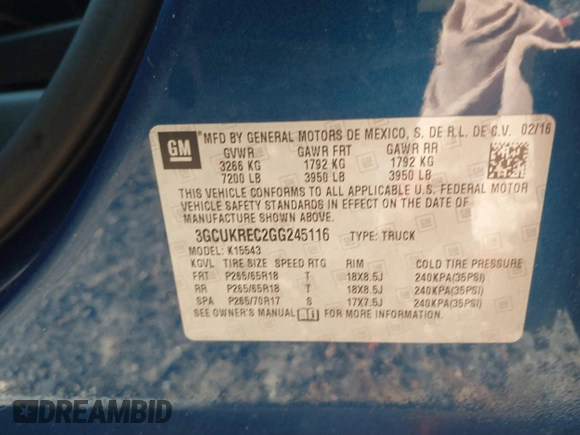 GM
MFD BY GENERAL MOTORS DE MEXICO, S. DE R.L. DE C.V. 02/16
GVWR GAWR FRT GAWR RR
3266 KG 1792 KG 1792 KG
7200 LB 3950 LB 3950 LB
THIS VEHICLE CONFORMS TO ALL APPLICABLE U.S. FEDERAL MOTOR
VEHICLE SAFETY STANDARDS IN EFFECT ON THE DATE OF
MANUFACTURE SHOWN ABOVE.
3GCUKREC2GG245116 TYPE: TRUCK
MODEL: K15543
KGVL TIRE SIZE SPEED RTG RIM COLD TIRE PRESSURE
FRT P265/65R18 T 18X8.5J 240KPA(35PSI)
RR P265/65R18 T 18X8.5J 240KPA(35PSI)
SPA P265/70R17 S 17X7.5J 240KPA(35PSI)
SEE OWNER'S MANUAL FOR MORE INFORMATION.
DREAMBID